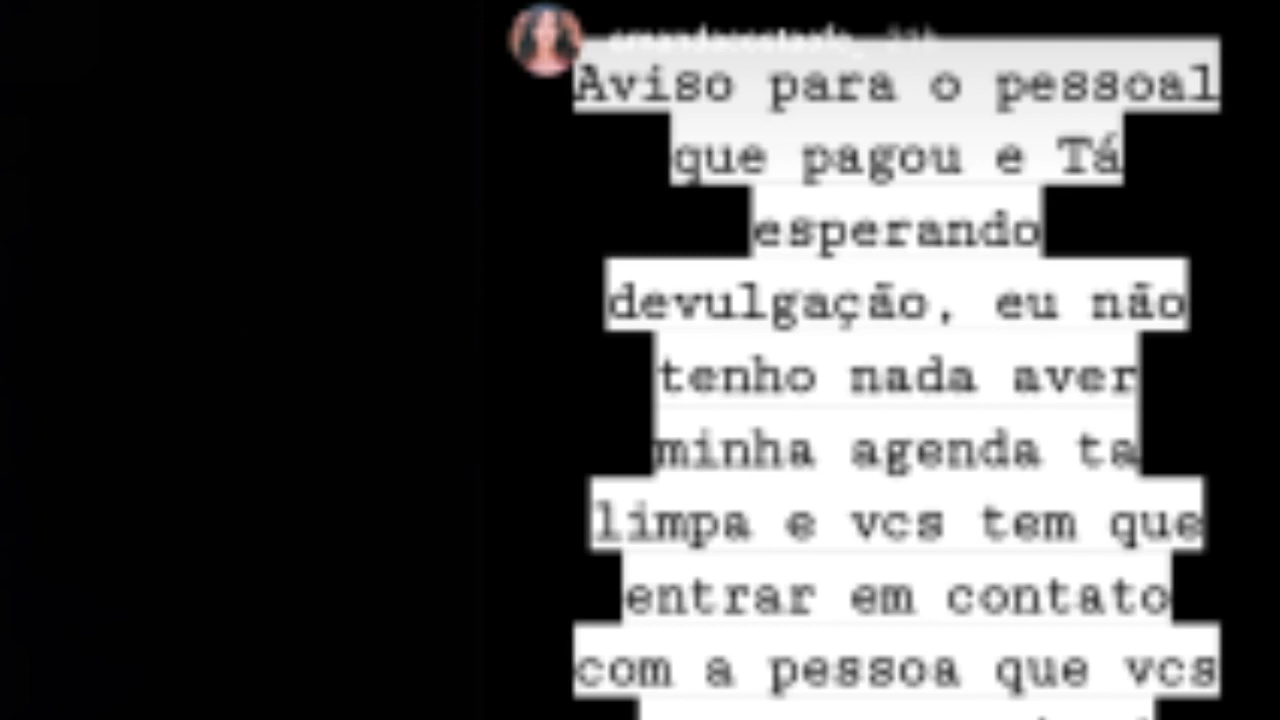 Aviso para o pessoal
que pagou e Tá
esperando
devulgação, eu não
tenho nada aver
minha agenda ta
limpa e vcs tem que
entrar em contato
com a pessoa que vcs